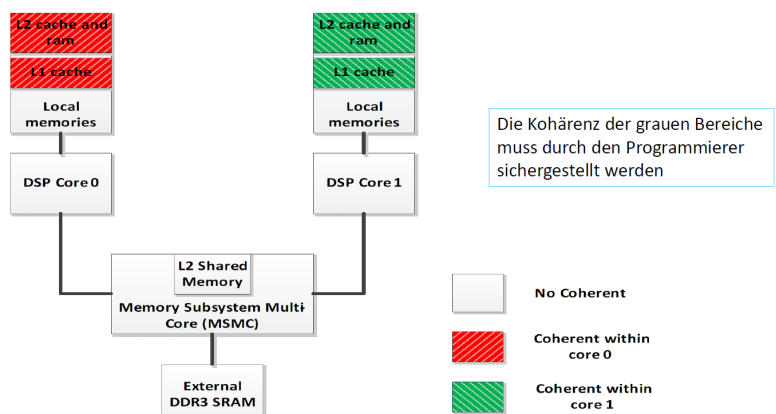 L2 cache and
ram
L1 cache
Local
memories
DSP Core 0
L2 cache and
ram
L1 cache
Local
memories
DSP Core 1
Die Kohärenz der grauen Bereiche
muss durch den Programmierer
sichergestellt werden
L2 Shared
Memory
Memory Subsystem Multi-
Core (MSMC)
External
DDR3 SRAM
No Coherent
Coherent within
core 0
Coherent within
core 1